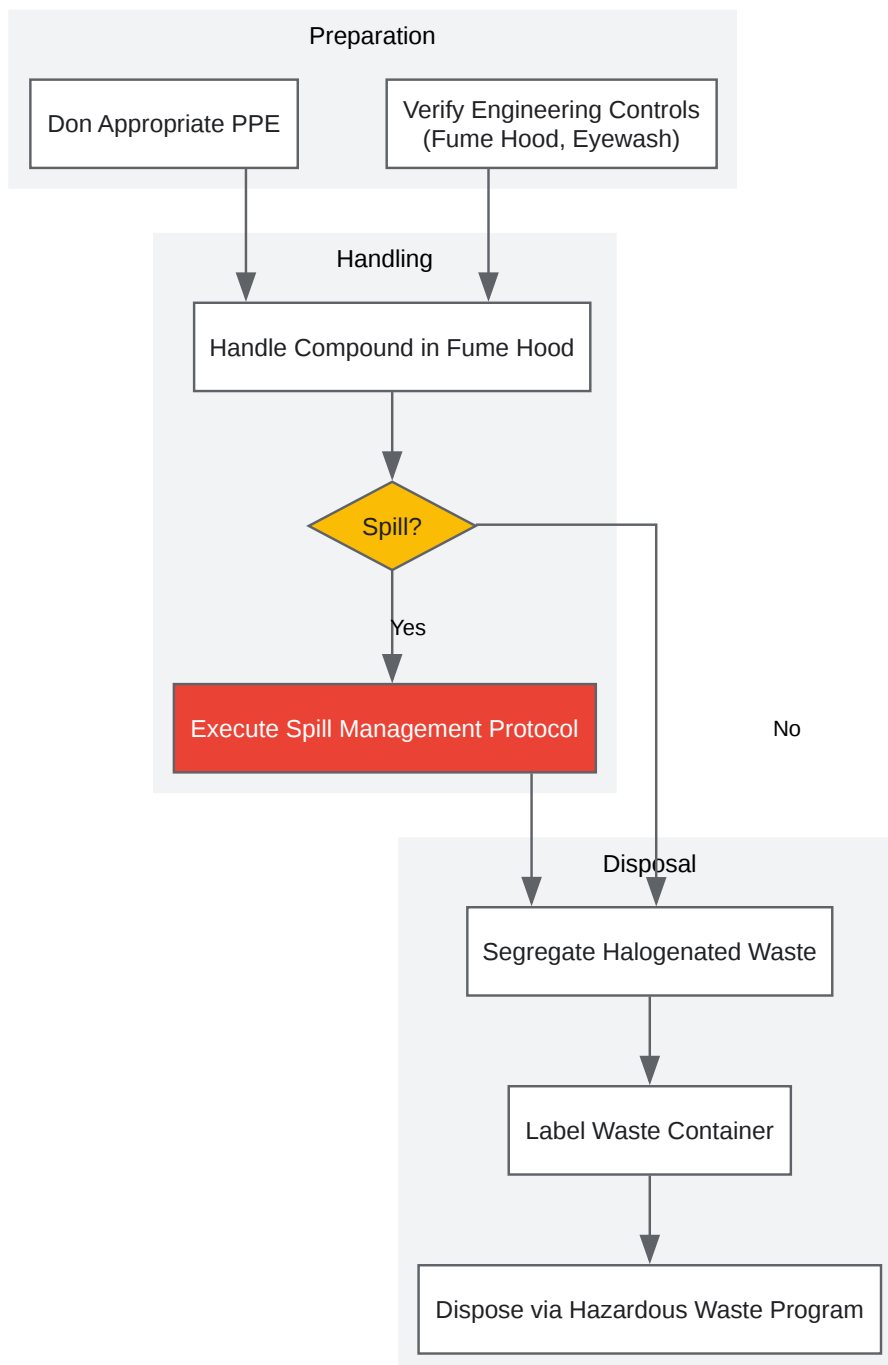 Preparation
Don Appropriate PPE
Verify Engineering Controls
(Fume Hood, Eyewash)
Handling
Handle Compound in Fume Hood
Spill?
Yes
Execute Spill Management Protocol
No
Disposal
Segregate Halogenated Waste
Label Waste Container
Dispose via Hazardous Waste Program